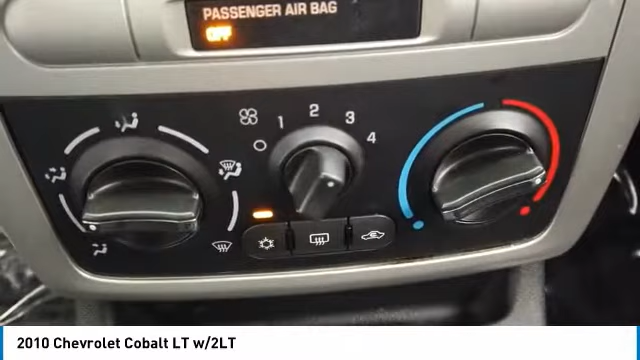 PASSENGER AIR BAG
OFF
1 2 3 4
2010 Chevrolet Cobalt LT w/2LT